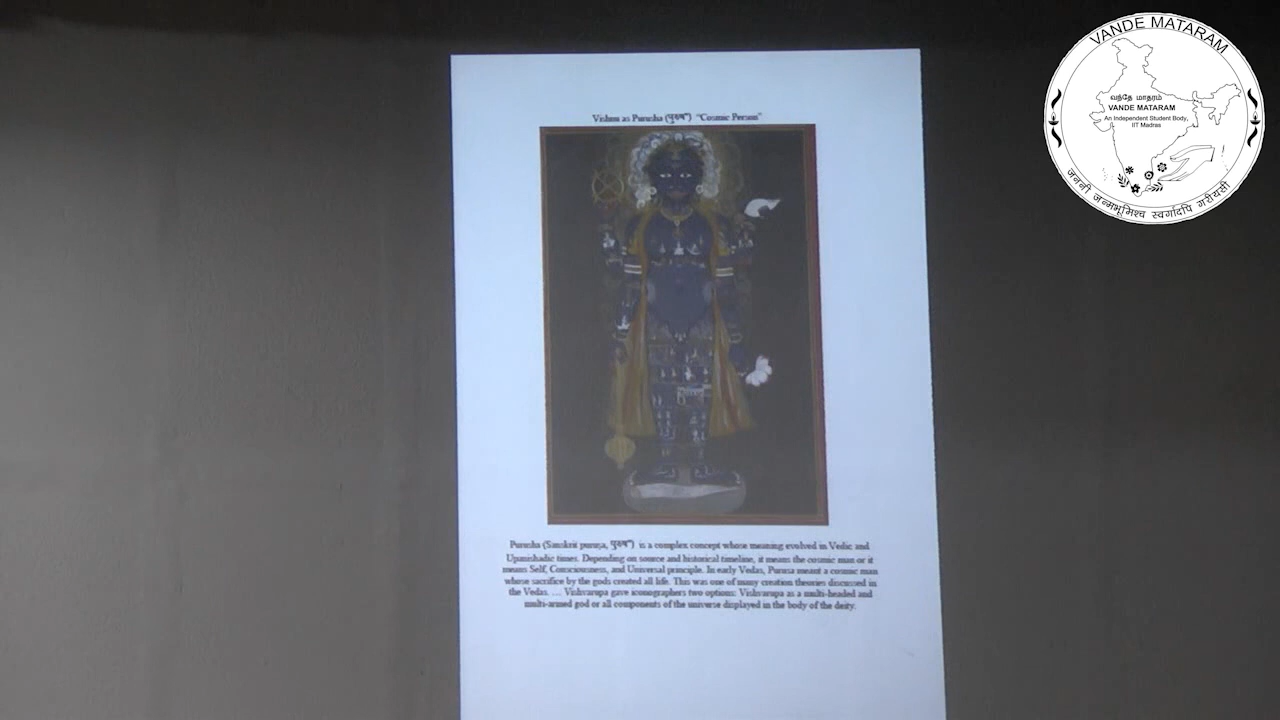 Vishnu as Purusha (पुरुष") "Cosmic Person"
Purusha (Sanskrit puruṣa, पुरुष") is a complex concept whose meaning evolved in Vedic and
Upanishadic times. Depending on source and historical timeline, it means the cosmic man or it
means Self, Consciousness, and Universal principle. In early Vedas, Purusa meant a cosmic man
whose sacrifice by the gods created all life. This was one of many creation theories discussed in
the Vedas. … Vishvarupa gave iconographers two options: Vishvarupa as a multi-headed and
multi-armed god or all components of the universe displayed in the body of the deity.
VANDE MATARAM
வந்தே மாதரம்
VANDE MATARAM
An Independent Student Body,
IIT Madras
जननी जन्मभूमिश्च स्वर्गादपि गरीयसी